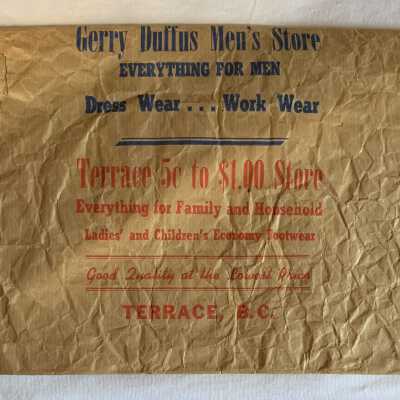 Gerry Duffus Men's Store
EVERYTHING FOR MEN
Dress Wear . . . Work Wear
Terrace 5c to $1.00 Store
Everything for Family and Household
Ladies' and Children's Economy Footwear
Good Quality at the Lowest Price
TERRACE, B.C.